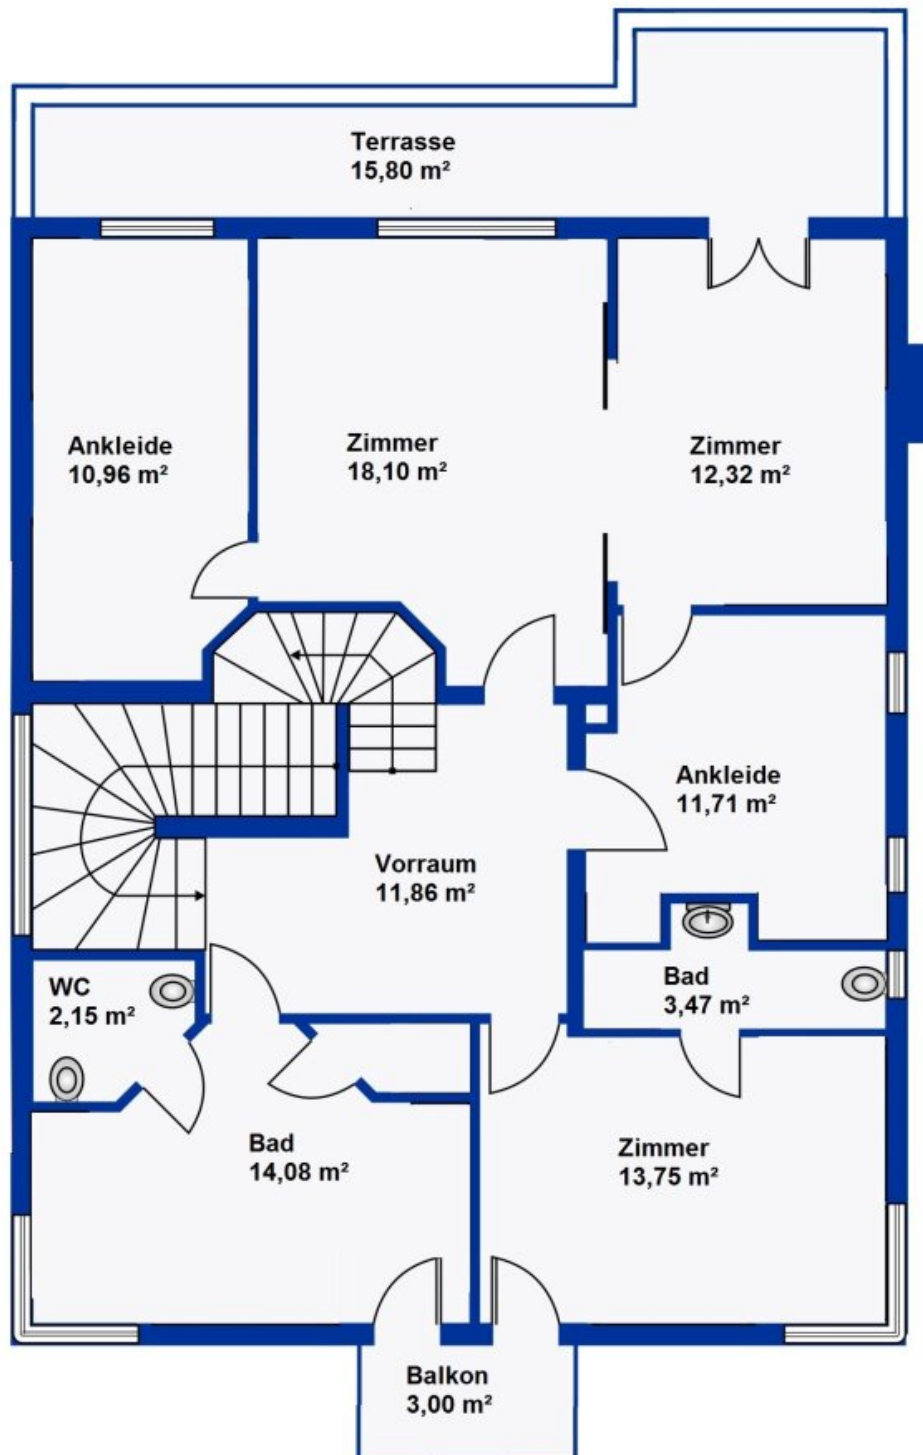 Terrasse
15,80 m²
Ankleide
10,96 m²
Zimmer
18,10 m²
Zimmer
12,32 m²
Ankleide
11,71 m²
Vorraum
11,86 m²
WC
2,15 m²
Bad
3,47 m²
Bad
14,08 m²
Zimmer
13,75 m²
Balkon
3,00 m²